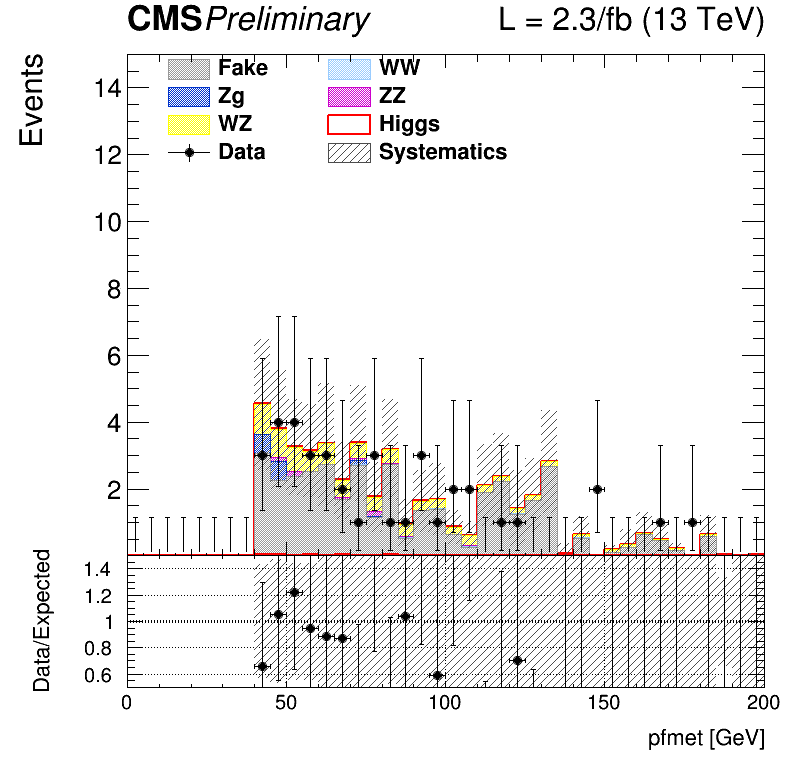 CMS Preliminary L = 2.3/fb (13 TeV)
Events
14
12
10
8
6
4
2
Fake
WW
Zg
ZZ
WZ
Higgs
Data
Systematics
Data/Expected
1.4
1.2
1
0.8
0.6
0 50 100 150 200
pfmet [GeV]